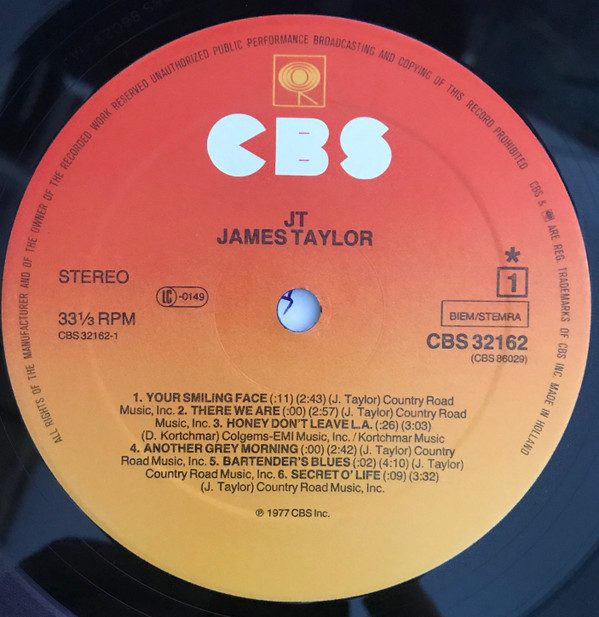 ALL RIGHTS OF THE MANUFACTURER AND OF THE OWNER OF THE RECORDED WORK RESERVED UNAUTHORIZED PUBLIC PERFORMANCE BROADCASTING AND COPYING OF THIS RECORD PROHIBITED
CBS & ARE REG. TRADEMARKS OF CBS INC. MADE IN HOLLAND
CBS
JT
JAMES TAYLOR
STEREO
LC -0149
33⅓ RPM
CBS 32162-1
*
1
BIEM/STEMRA
CBS 32162
(CBS 86029)
1. YOUR SMILING FACE (:11) (2:43) (J. Taylor) Country Road
Music, Inc. 2. THERE WE ARE (:00) (2:57) (J. Taylor) Country Road
Music, Inc. 3. HONEY DON'T LEAVE L.A. (:26) (3:03)
(D. Kortchmar) Colgems-EMI Music, Inc. / Kortchmar Music
4. ANOTHER GREY MORNING (:00) (2:42) (J. Taylor) Country
Road Music, Inc. 5. BARTENDER'S BLUES (:02) (4:10) (J. Taylor)
Country Road Music, Inc. 6. SECRET O' LIFE (:09) (3:32)
(J. Taylor) Country Road Music, Inc.
℗ 1977 CBS Inc.